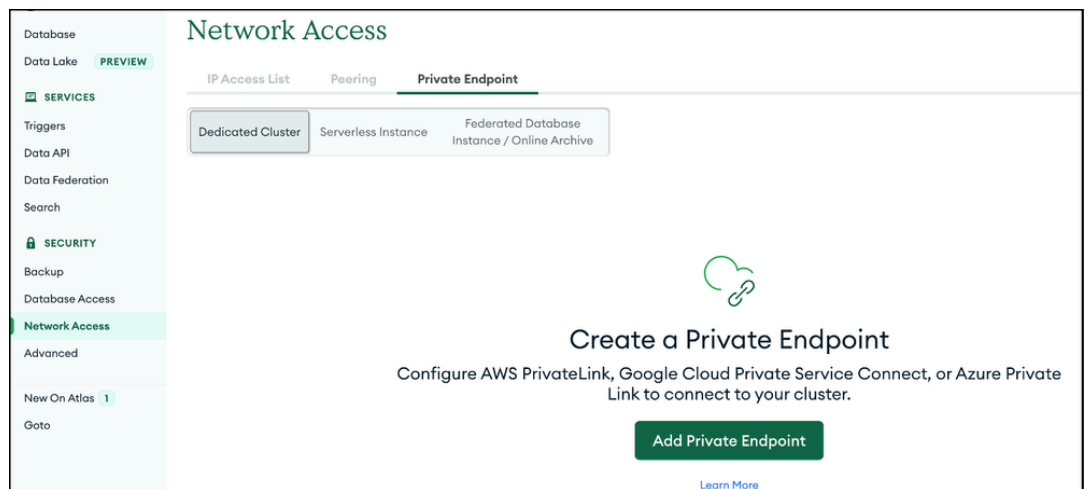 Database
Data Lake PREVIEW
SERVICES
Triggers
Data API
Data Federation
Search
SECURITY
Backup
Database Access
Network Access
Advanced
New On Atlas 1
Goto
Network Access
IP Access List Peering Private Endpoint
Dedicated Cluster Serverless Instance Federated Database
Instance / Online Archive
Create a Private Endpoint
Configure AWS PrivateLink, Google Cloud Private Service Connect, or Azure Private
Link to connect to your cluster.
Add Private Endpoint
Learn More